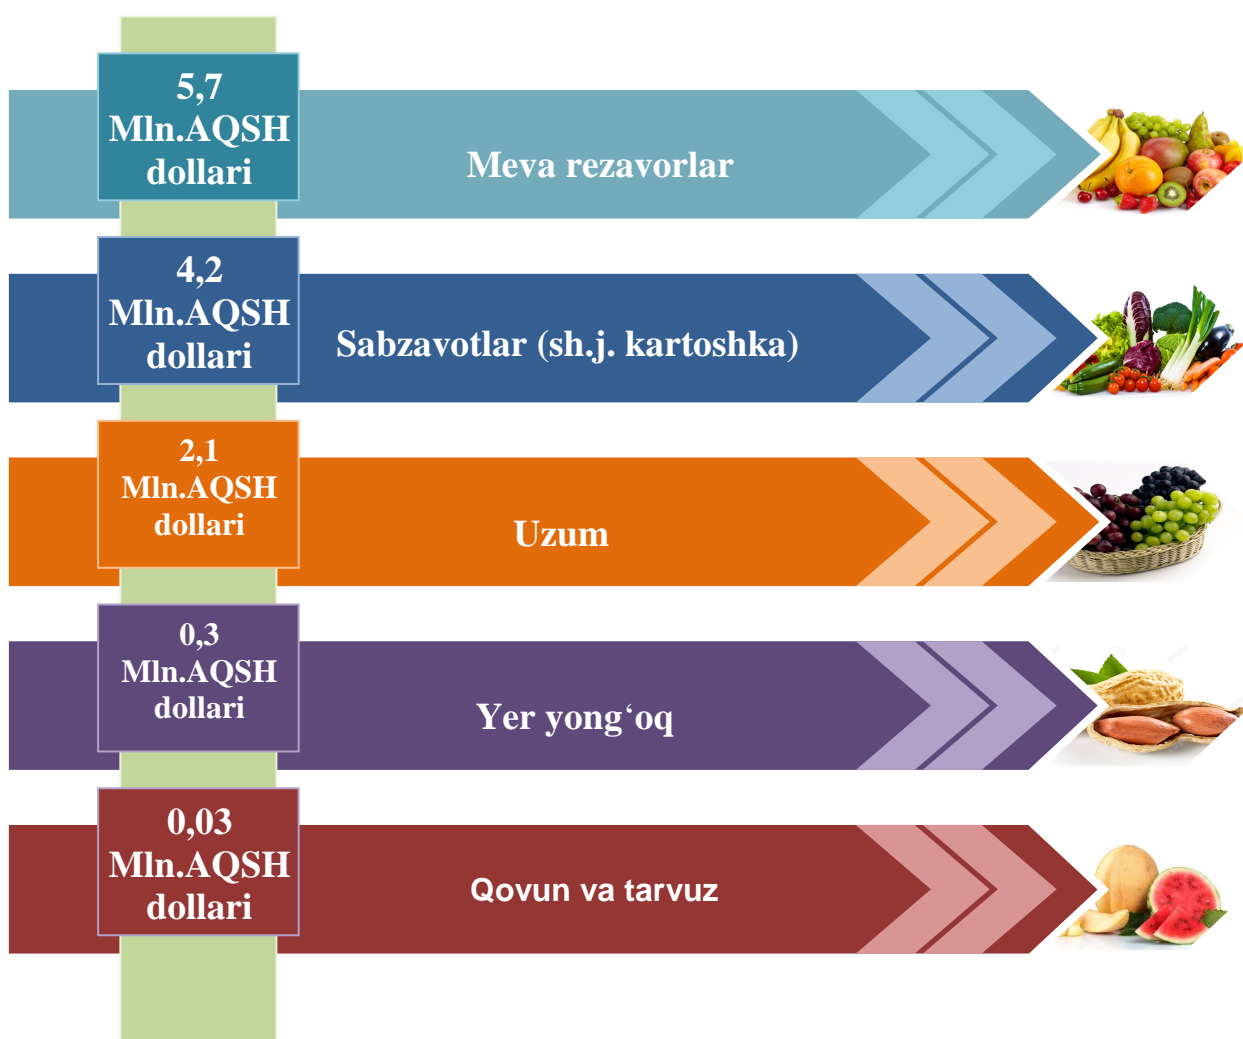 5,7
Mln.AQSH
dollari
Meva rezavorlar
4,2
Mln.AQSH
dollari
Sabzavotlar (sh.j. kartoshka)
2,1
Mln.AQSH
dollari
Uzum
0,3
Mln.AQSH
dollari
Yer yong‘oq
0,03
Mln.AQSH
dollari
Qovun va tarvuz